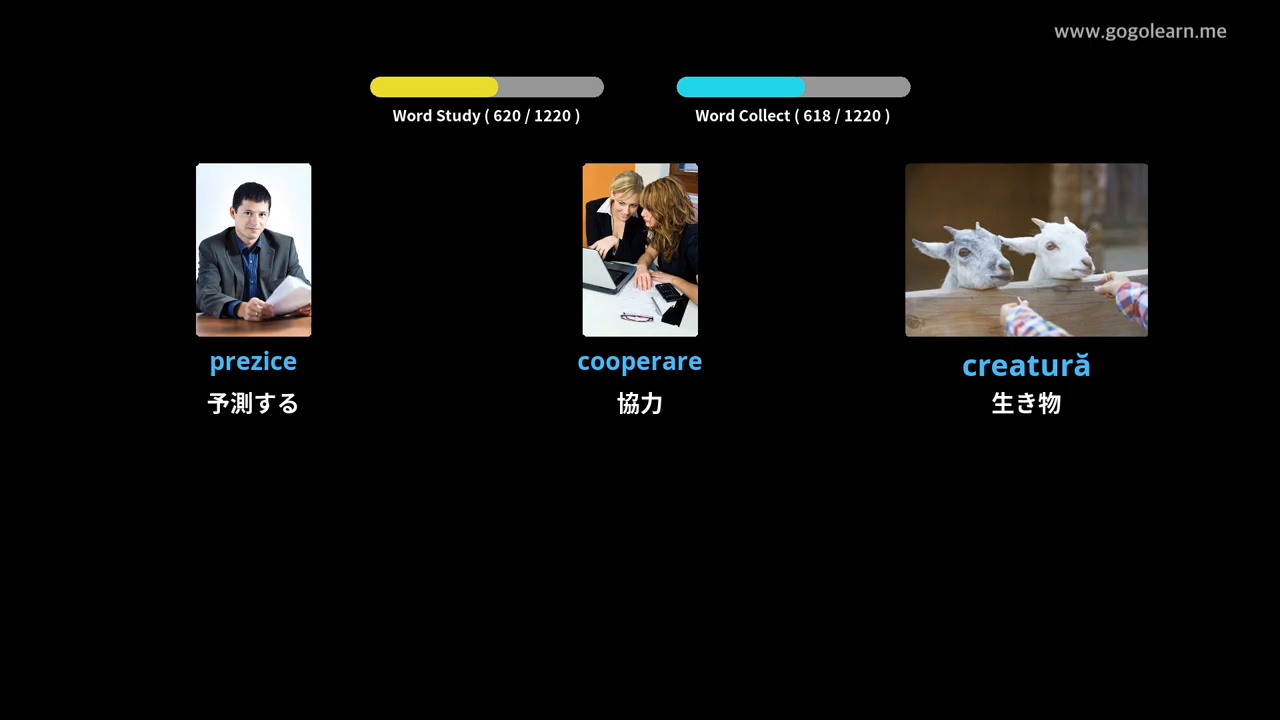 www.gogolearn.me
Word Study ( 620 / 1220 )
Word Collect ( 618 / 1220 )
prezice
予測する
cooperare
協力
creatură
生き物